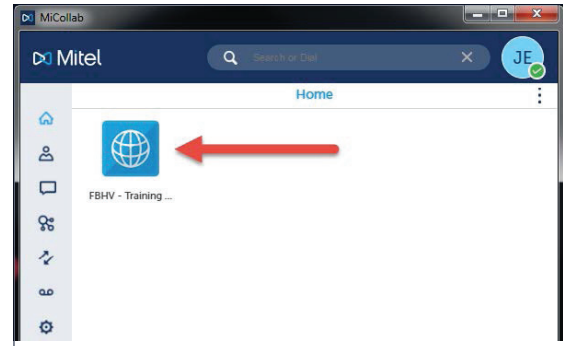 MiCollab
Mitel
Search or Dial
JE
Home
FBHV - Training ...